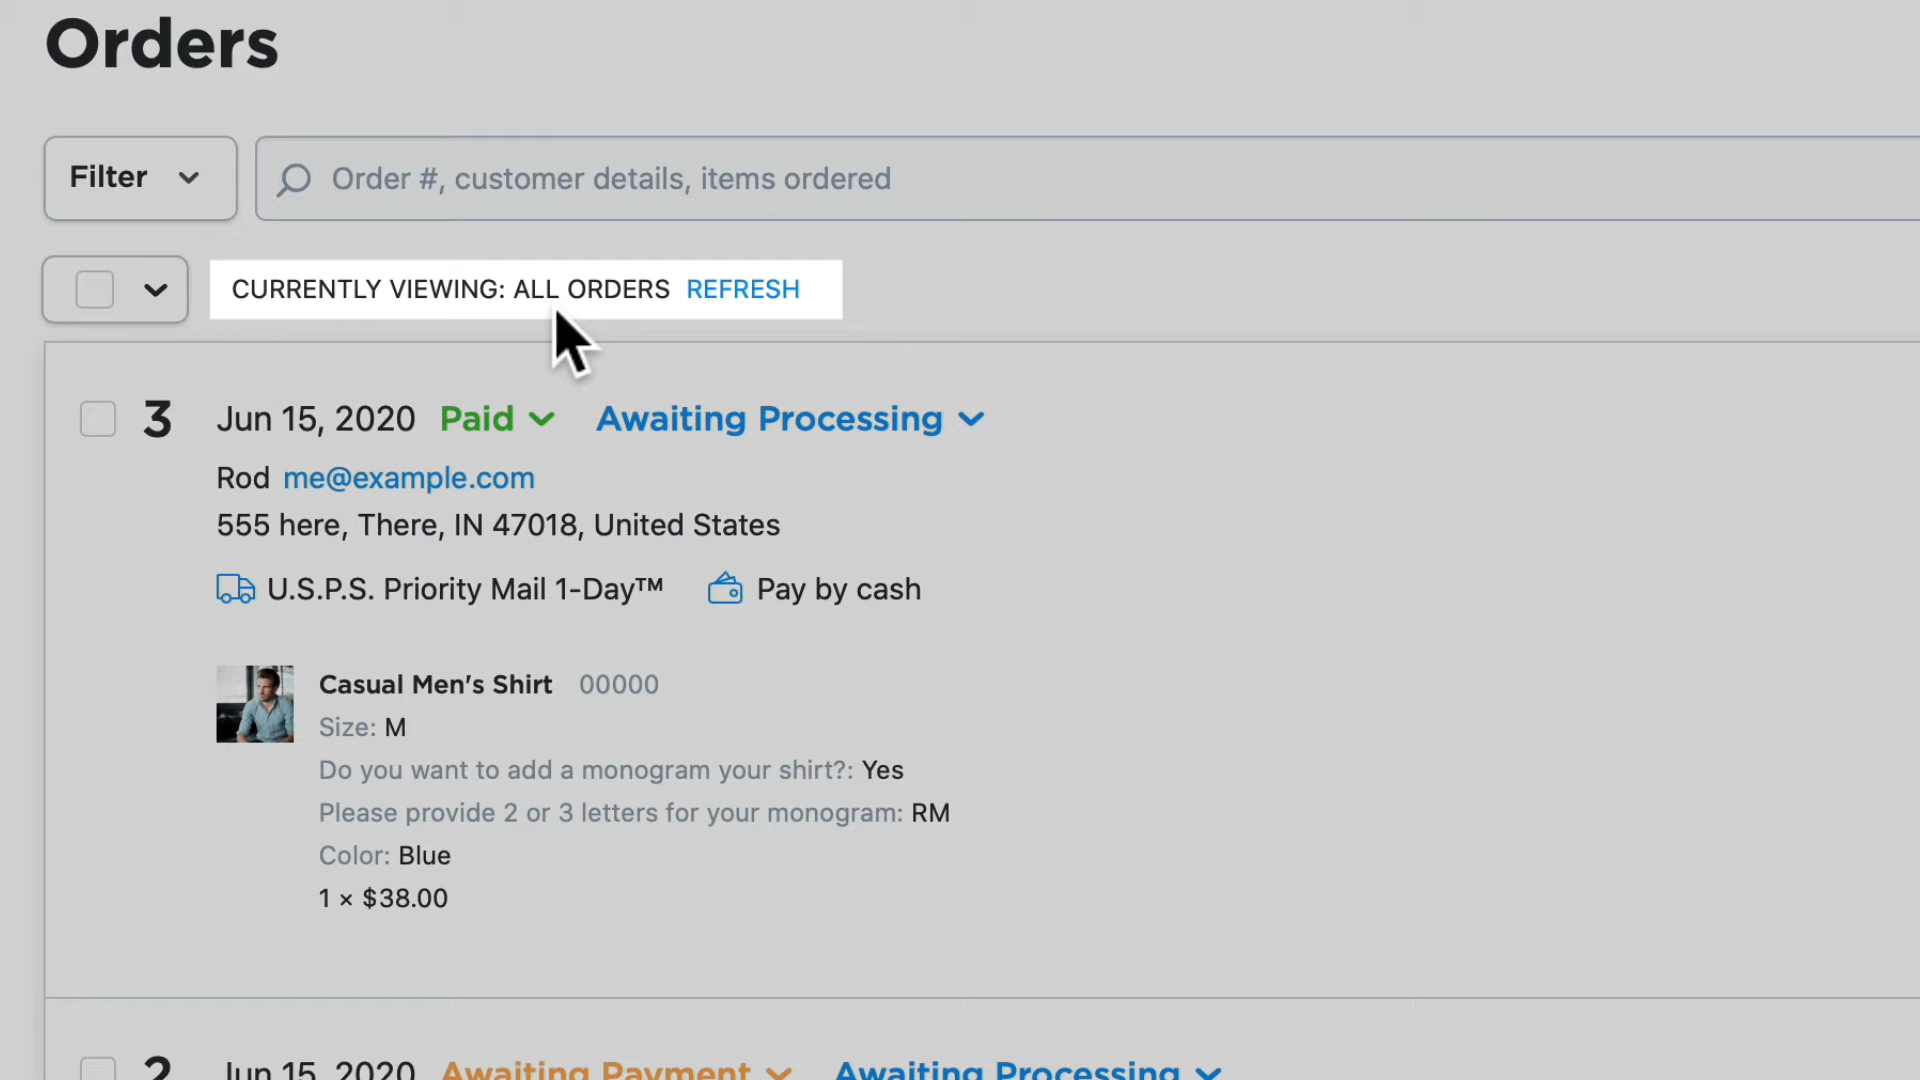 Orders
Filter
Order #, customer details, items ordered
CURRENTLY VIEWING: ALL ORDERS REFRESH
3 Jun 15, 2020 Paid Awaiting Processing
Rod me@example.com
555 here, There, IN 47018, United States
U.S.P.S. Priority Mail 1-Day™ Pay by cash
Casual Men's Shirt 00000
Size: M
Do you want to add a monogram your shirt?: Yes
Please provide 2 or 3 letters for your monogram: RM
Color: Blue
1 × $38.00
2 Jun 15, 2020 Awaiting Payment Awaiting Processing